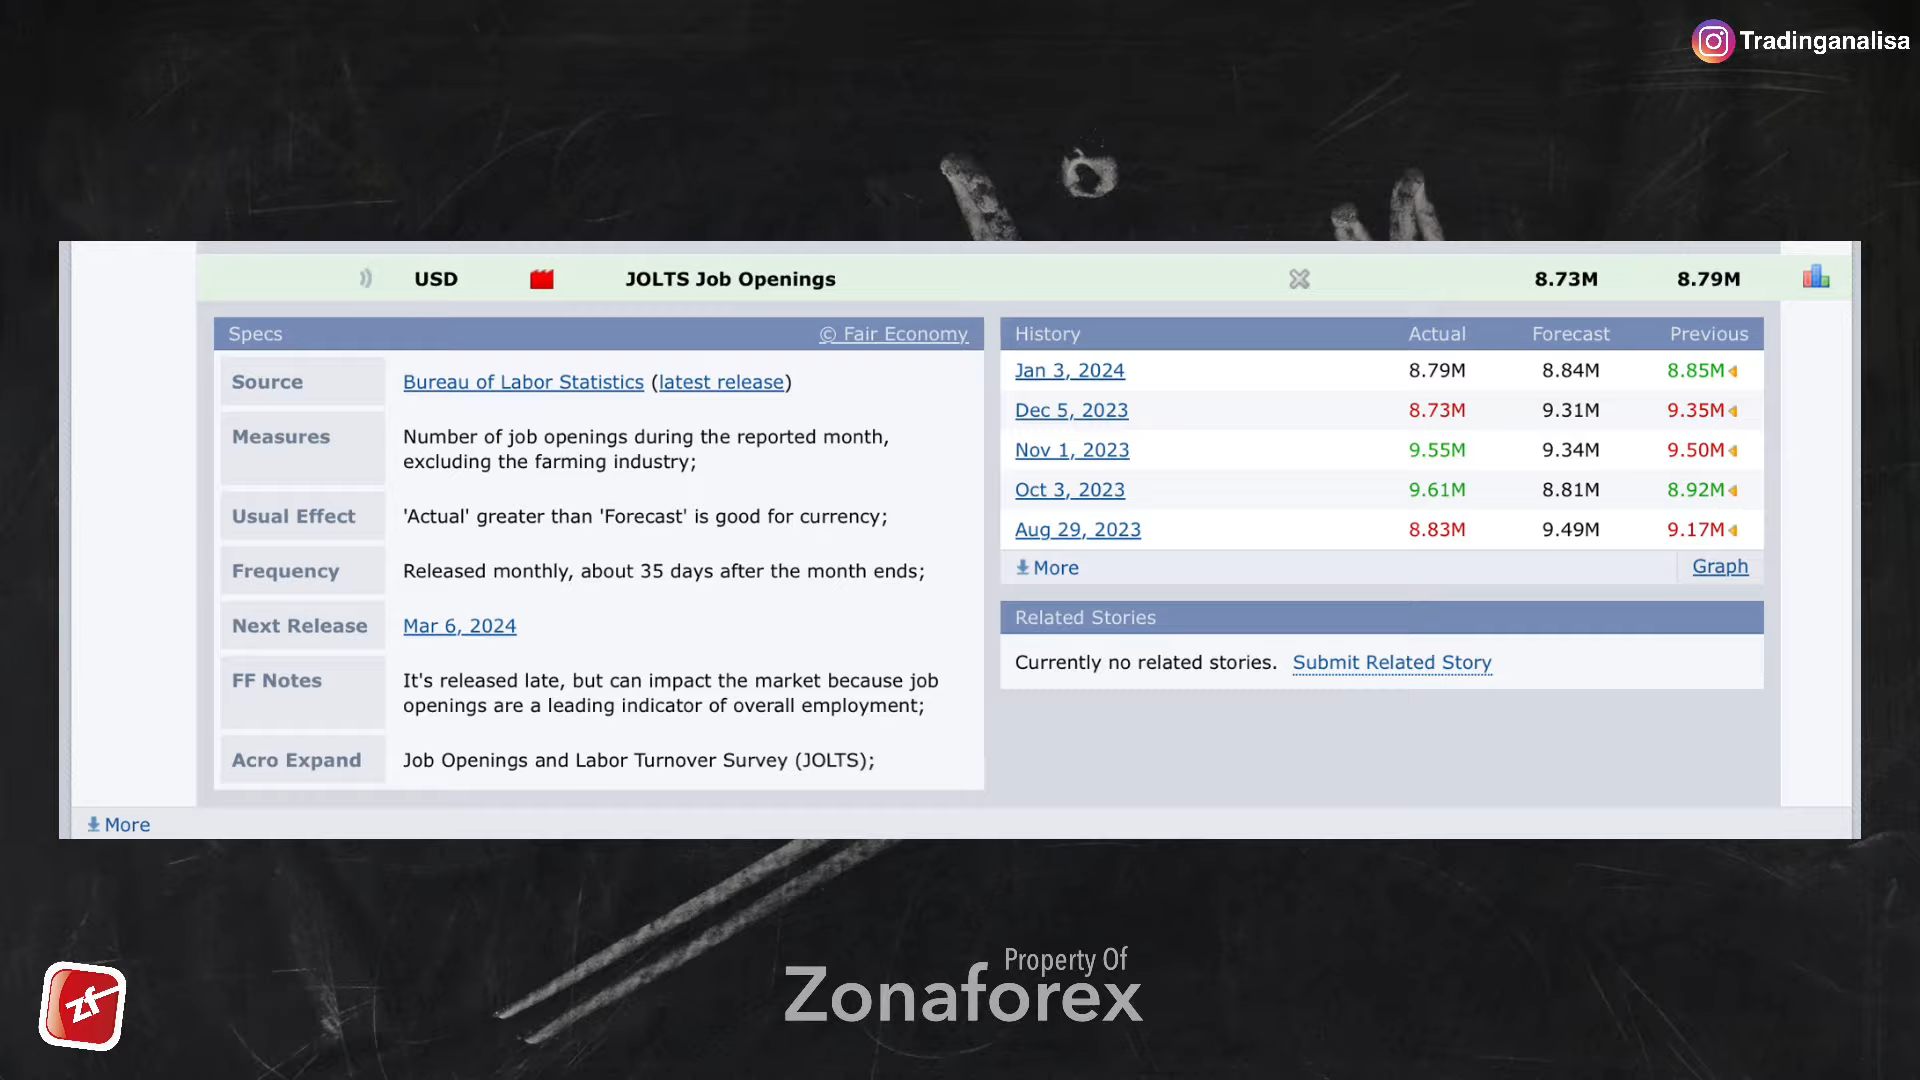 Tradinganalisa
USD JOLTS Job Openings 8.73M 8.79M
Specs © Fair Economy
Source Bureau of Labor Statistics (latest release)
Measures Number of job openings during the reported month,
excluding the farming industry;
Usual Effect 'Actual' greater than 'Forecast' is good for currency;
Frequency Released monthly, about 35 days after the month ends;
Next Release Mar 6, 2024
FF Notes It's released late, but can impact the market because job
openings are a leading indicator of overall employment;
Acro Expand Job Openings and Labor Turnover Survey (JOLTS);
History Actual Forecast Previous
Jan 3, 2024 8.79M 8.84M 8.85M
Dec 5, 2023 8.73M 9.31M 9.35M
Nov 1, 2023 9.55M 9.34M 9.50M
Oct 3, 2023 9.61M 8.81M 8.92M
Aug 29, 2023 8.83M 9.49M 9.17M
More Graph
Related Stories
Currently no related stories. Submit Related Story
More
zf
Property Of
Zonaforex